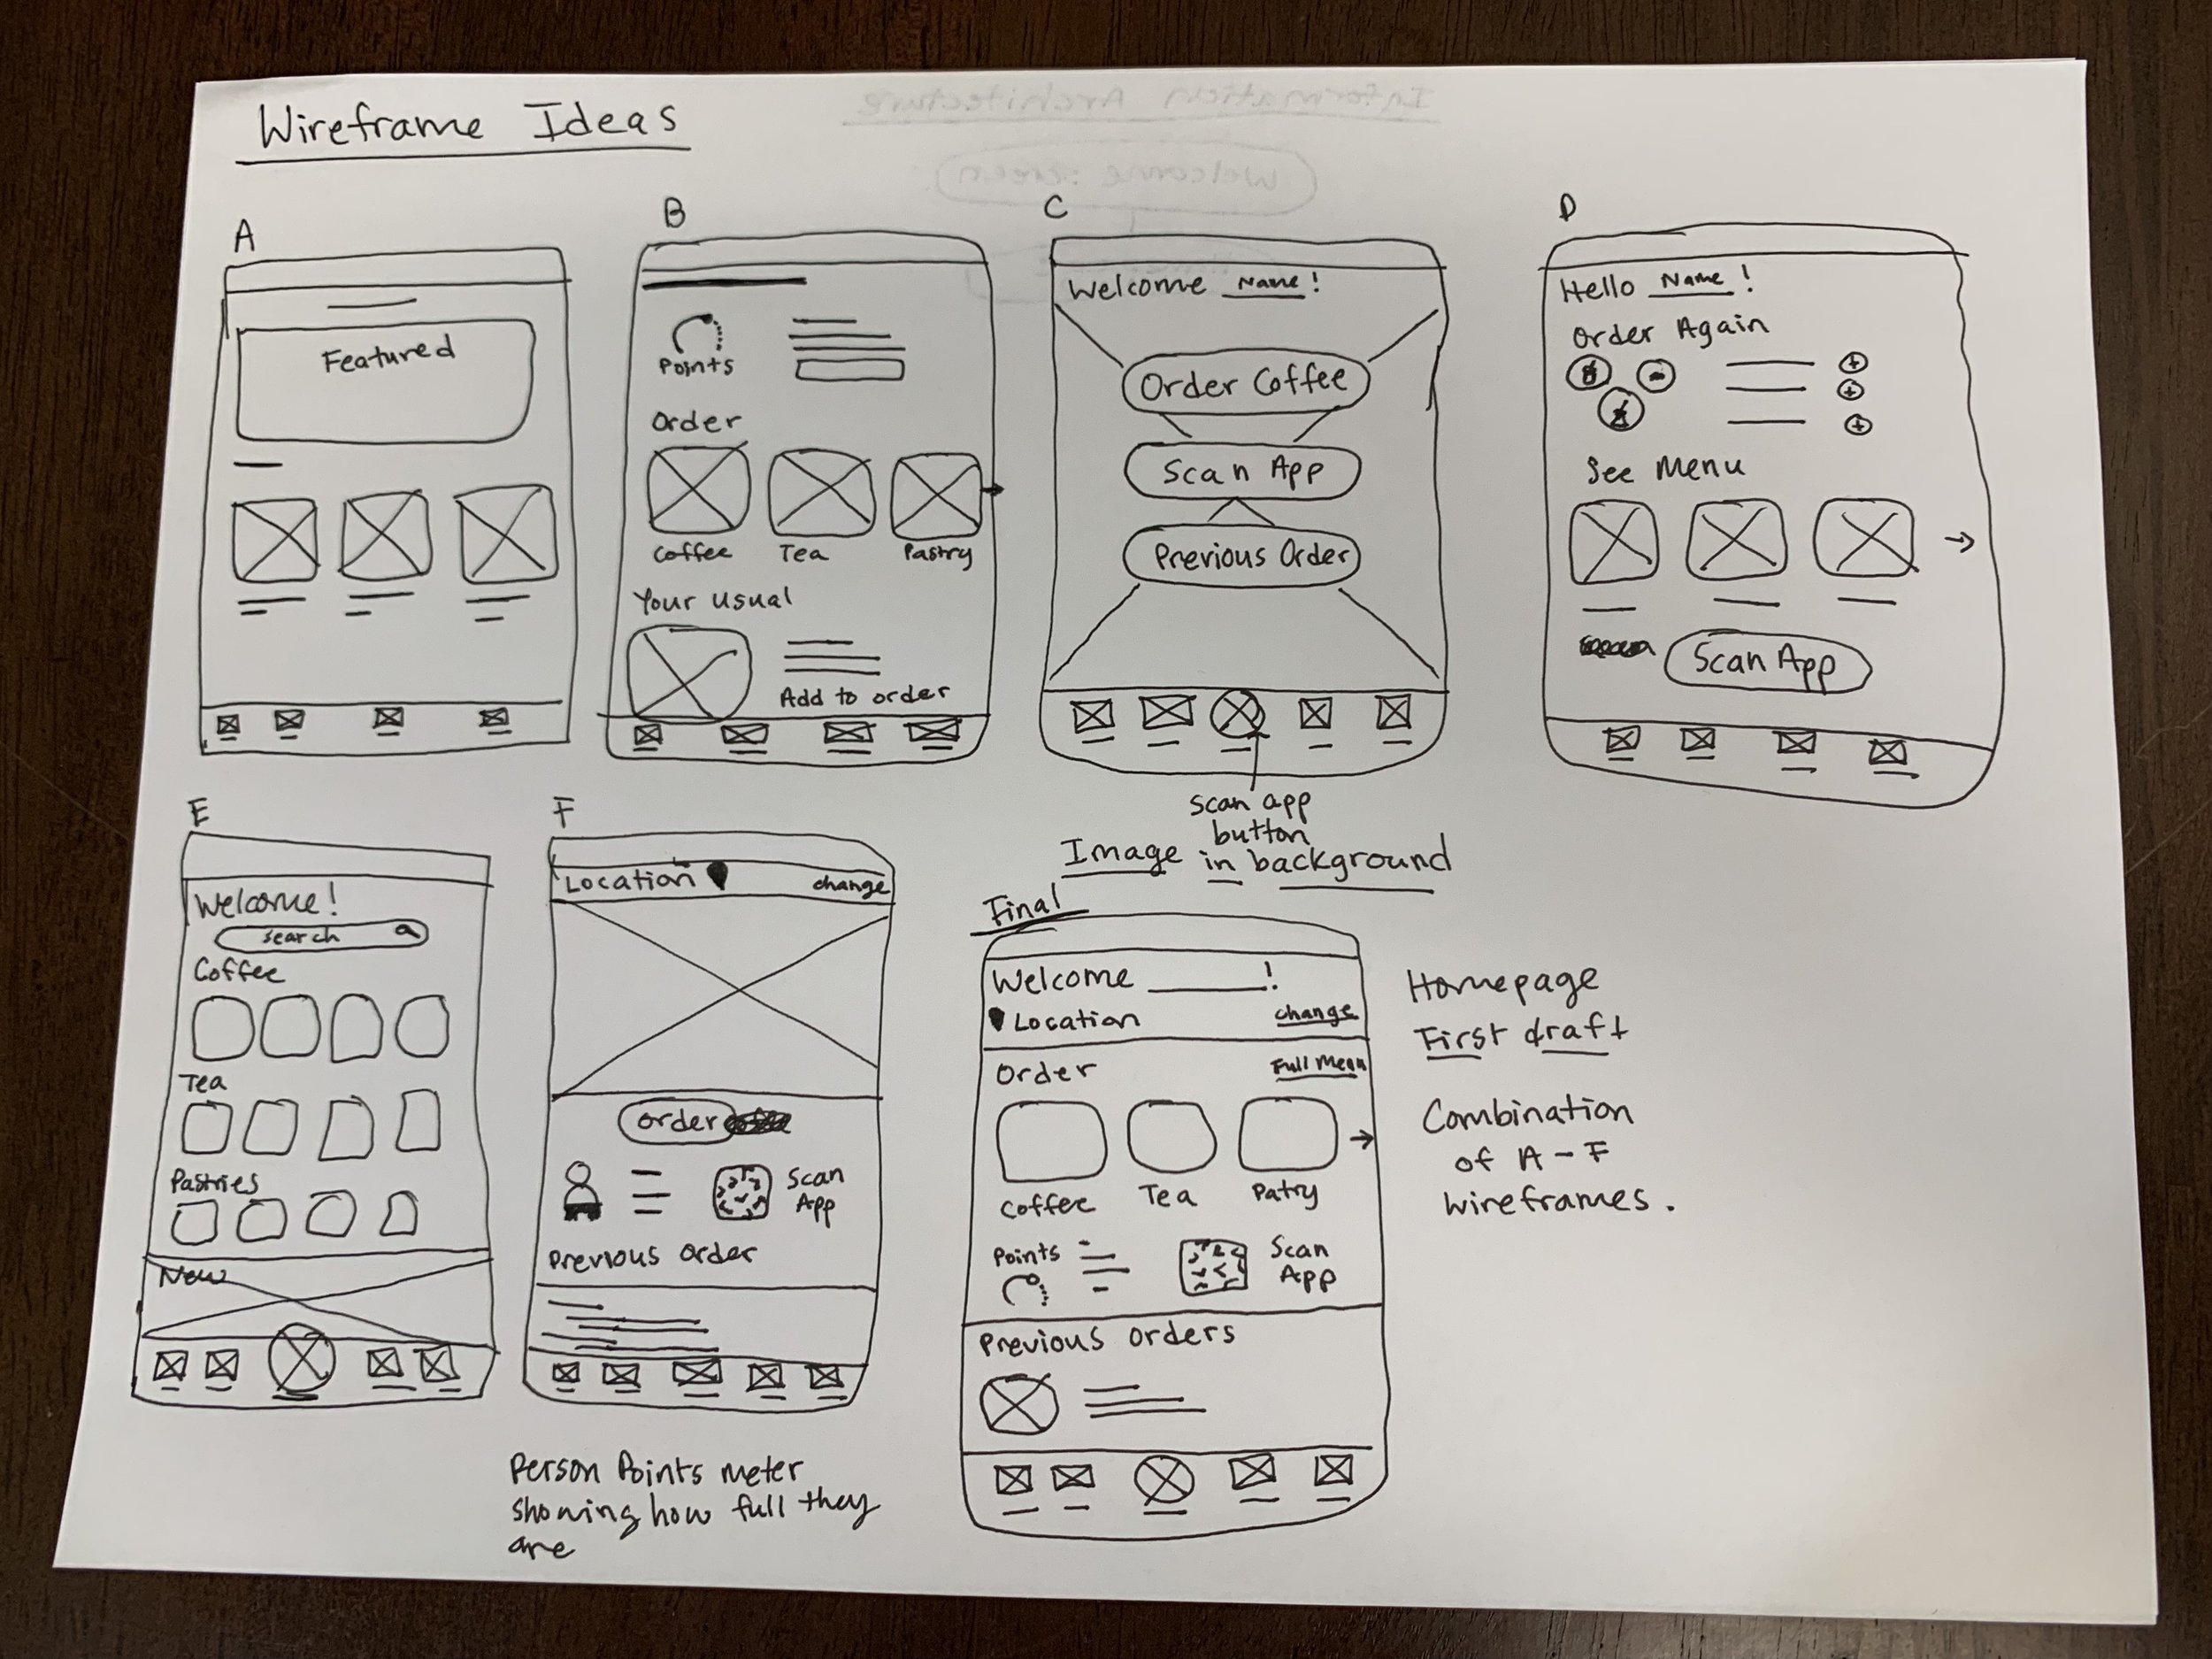 Wireframe Ideas
Information Architecture
Welcome screen
A
Featured
B
Points
Order
Coffee Tea Pastry
Your usual
Add to order
C
Welcome Name!
Order Coffee
Scan App
Previous Order
scan app
button
Image in background
D
Hello Name!
Order Again
See Menu
Scan App
E
Welcome!
search
Coffee
Tea
Pastries
New
F
Location change
order
Scan
App
Previous order
Person Points meter
showing how full they
are
Final
Welcome ______!
Location change
Order Full Menu
Coffee Tea Patry
Points Scan
App
Previous orders
Homepage
First draft
Combination
of A-F
wireframes.